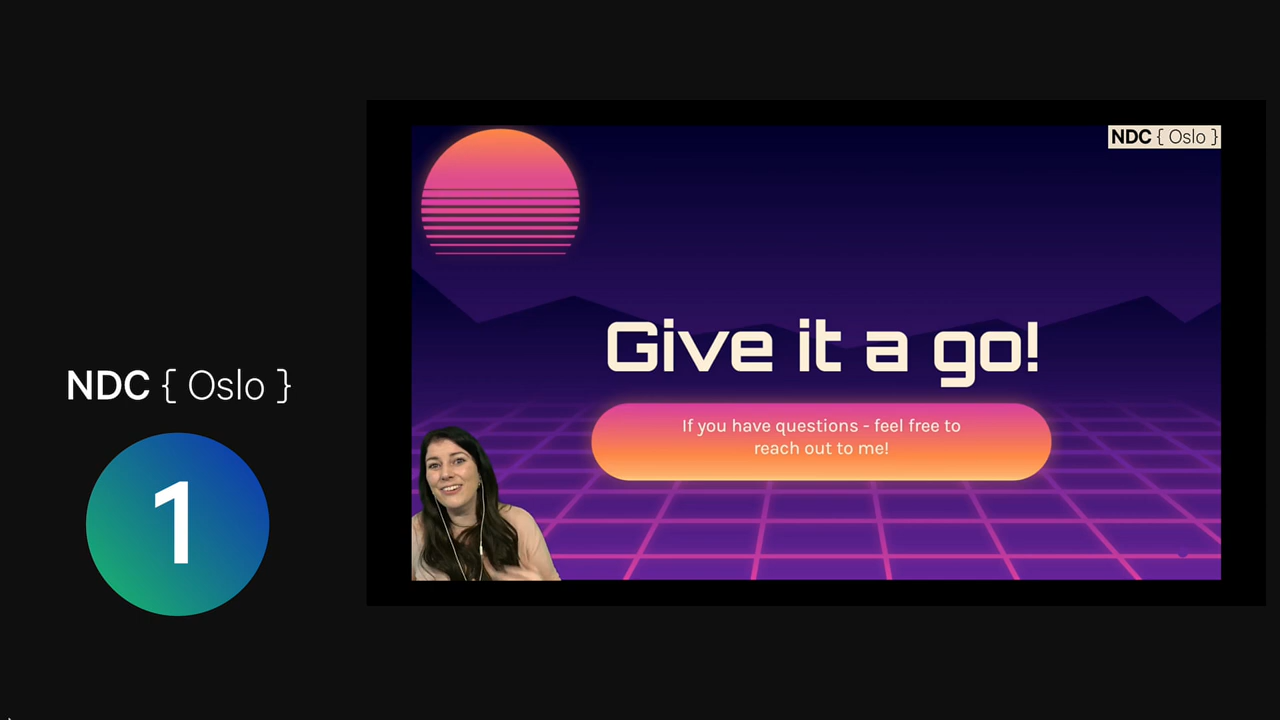 NDC { Oslo }
1
NDC { Oslo }
Give it a go!
If you have questions - feel free to
reach out to me!